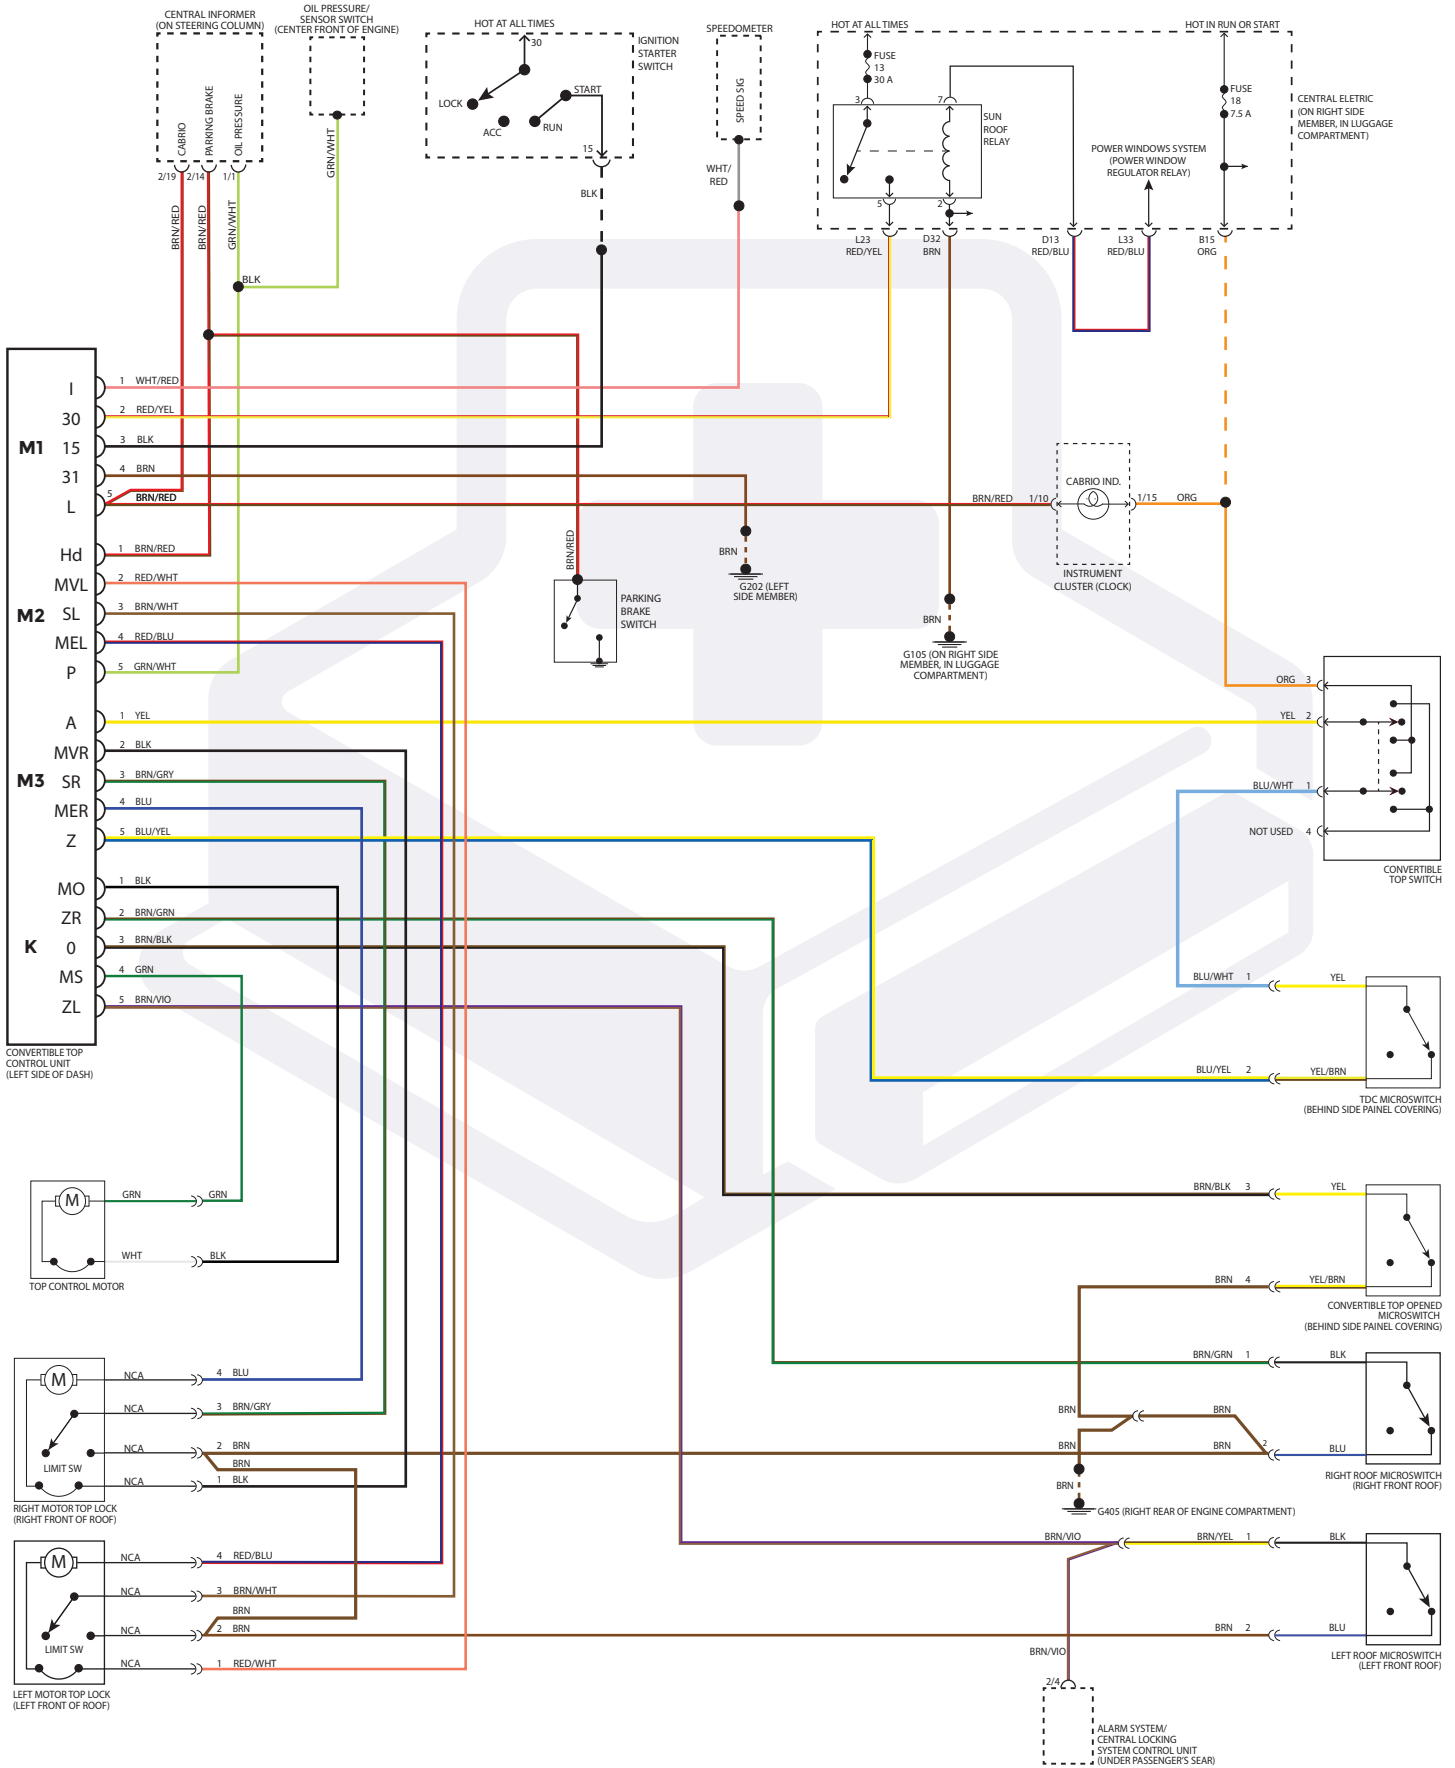 CENTRAL INFORMER
(ON STEERING COLUMN)
OIL PRESSURE/
SENSOR SWITCH
(CENTER FRONT OF ENGINE)
HOT AT ALL TIMES
30
IGNITION
STARTER
SWITCH
LOCK
ACC
RUN
START
15
BLK
SPEEDOMETER
SPEED SIG
WHT/
RED
HOT AT ALL TIMES
HOT IN RUN OR START
FUSE
13
30 A
3
7
SUN
ROOF
RELAY
5
2
FUSE
18
7.5 A
CENTRAL ELETRIC
(ON RIGHT SIDE
MEMBER, IN LUGGAGE
COMPARTMENT)
POWER WINDOWS SYSTEM
(POWER WINDOW
REGULATOR RELAY)
L23
RED/YEL
D32
BRN
D13
RED/BLU
L33
RED/BLU
B15
ORG
CABRIO
PARKING BRAKE
OIL PRESSURE
2/19
2/14
1/1
BRN/RED
BRN/RED
GRN/WHT
GRN/WHT
BLK
M1
I
1 WHT/RED
30
2 RED/YEL
15
3 BLK
31
4 BRN
L
5 BRN/RED
M2
Hd
1 BRN/RED
MVL
2 RED/WHT
SL
3 BRN/WHT
MEL
4 RED/BLU
P
5 GRN/WHT
M3
A
1 YEL
MVR
2 BLK
SR
3 BRN/GRY
MER
4 BLU
Z
5 BLU/YEL
K
MO
1 BLK
ZR
2 BRN/GRN
0
3 BRN/BLK
MS
4 GRN
ZL
5 BRN/VIO
CONVERTIBLE TOP
CONTROL UNIT
(LEFT SIDE OF DASH)
BRN/RED
PARKING
BRAKE
SWITCH
BRN
G202 (LEFT
SIDE MEMBER)
BRN
G105 (ON RIGHT SIDE
MEMBER, IN LUGGAGE
COMPARTMENT)
BRN/RED 1/10
CABRIO IND.
1/15 ORG
INSTRUMENT
CLUSTER (CLOCK)
ORG 3
YEL 2
BLU/WHT 1
NOT USED 4
CONVERTIBLE
TOP SWITCH
BLU/WHT 1 YEL
BLU/YEL 2 YEL/BRN
TDC MICROSWITCH
(BEHIND SIDE PAINEL COVERING)
BRN/BLK 3 YEL
BRN 4 YEL/BRN
CONVERTIBLE TOP OPENED
MICROSWITCH
(BEHIND SIDE PAINEL COVERING)
BRN/GRN 1 BLK
BRN BRN
BRN BRN 2 BLU
RIGHT ROOF MICROSWITCH
(RIGHT FRONT ROOF)
BRN
G405 (RIGHT REAR OF ENGINE COMPARTMENT)
BRN/VIO BRN/YEL 1 BLK
BRN 2 BLU
LEFT ROOF MICROSWITCH
(LEFT FRONT ROOF)
BRN/VIO
2/4
ALARM SYSTEM/
CENTRAL LOCKING
SYSTEM CONTROL UNIT
(UNDER PASSENGER'S SEAR)
M
GRN GRN
WHT BLK
TOP CONTROL MOTOR
M
NCA 4 BLU
NCA 3 BRN/GRY
NCA 2 BRN
BRN
LIMIT SW
NCA 1 BLK
RIGHT MOTOR TOP LOCK
(RIGHT FRONT OF ROOF)
M
NCA 4 RED/BLU
NCA 3 BRN/WHT
BRN
NCA 2 BRN
LIMIT SW
NCA 1 RED/WHT
LEFT MOTOR TOP LOCK
(LEFT FRONT OF ROOF)